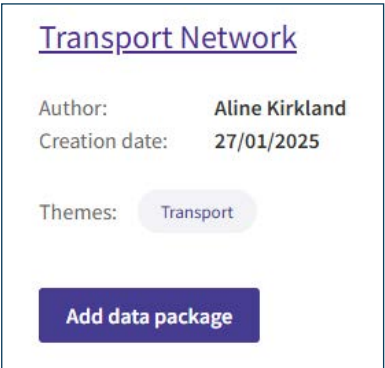 Transport Network
Author: Aline Kirkland
Creation date: 27/01/2025
Themes: Transport
Add data package